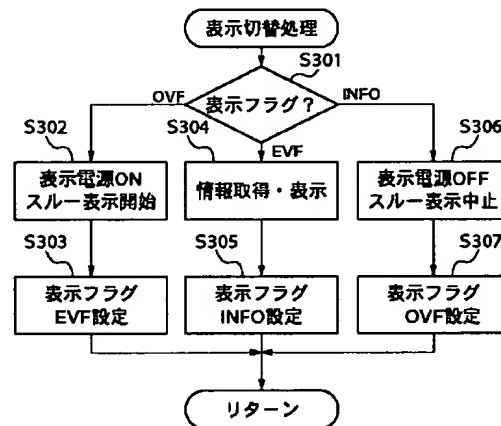 表示切替処理
S301
表示フラグ？
OVF
INFO
EVF
S302
S304
S306
表示電源ON
スルー表示開始
情報取得・表示
表示電源OFF
スルー表示中止
S303
S305
S307
表示フラグ
EVF設定
表示フラグ
INFO設定
表示フラグ
OVF設定
リターン